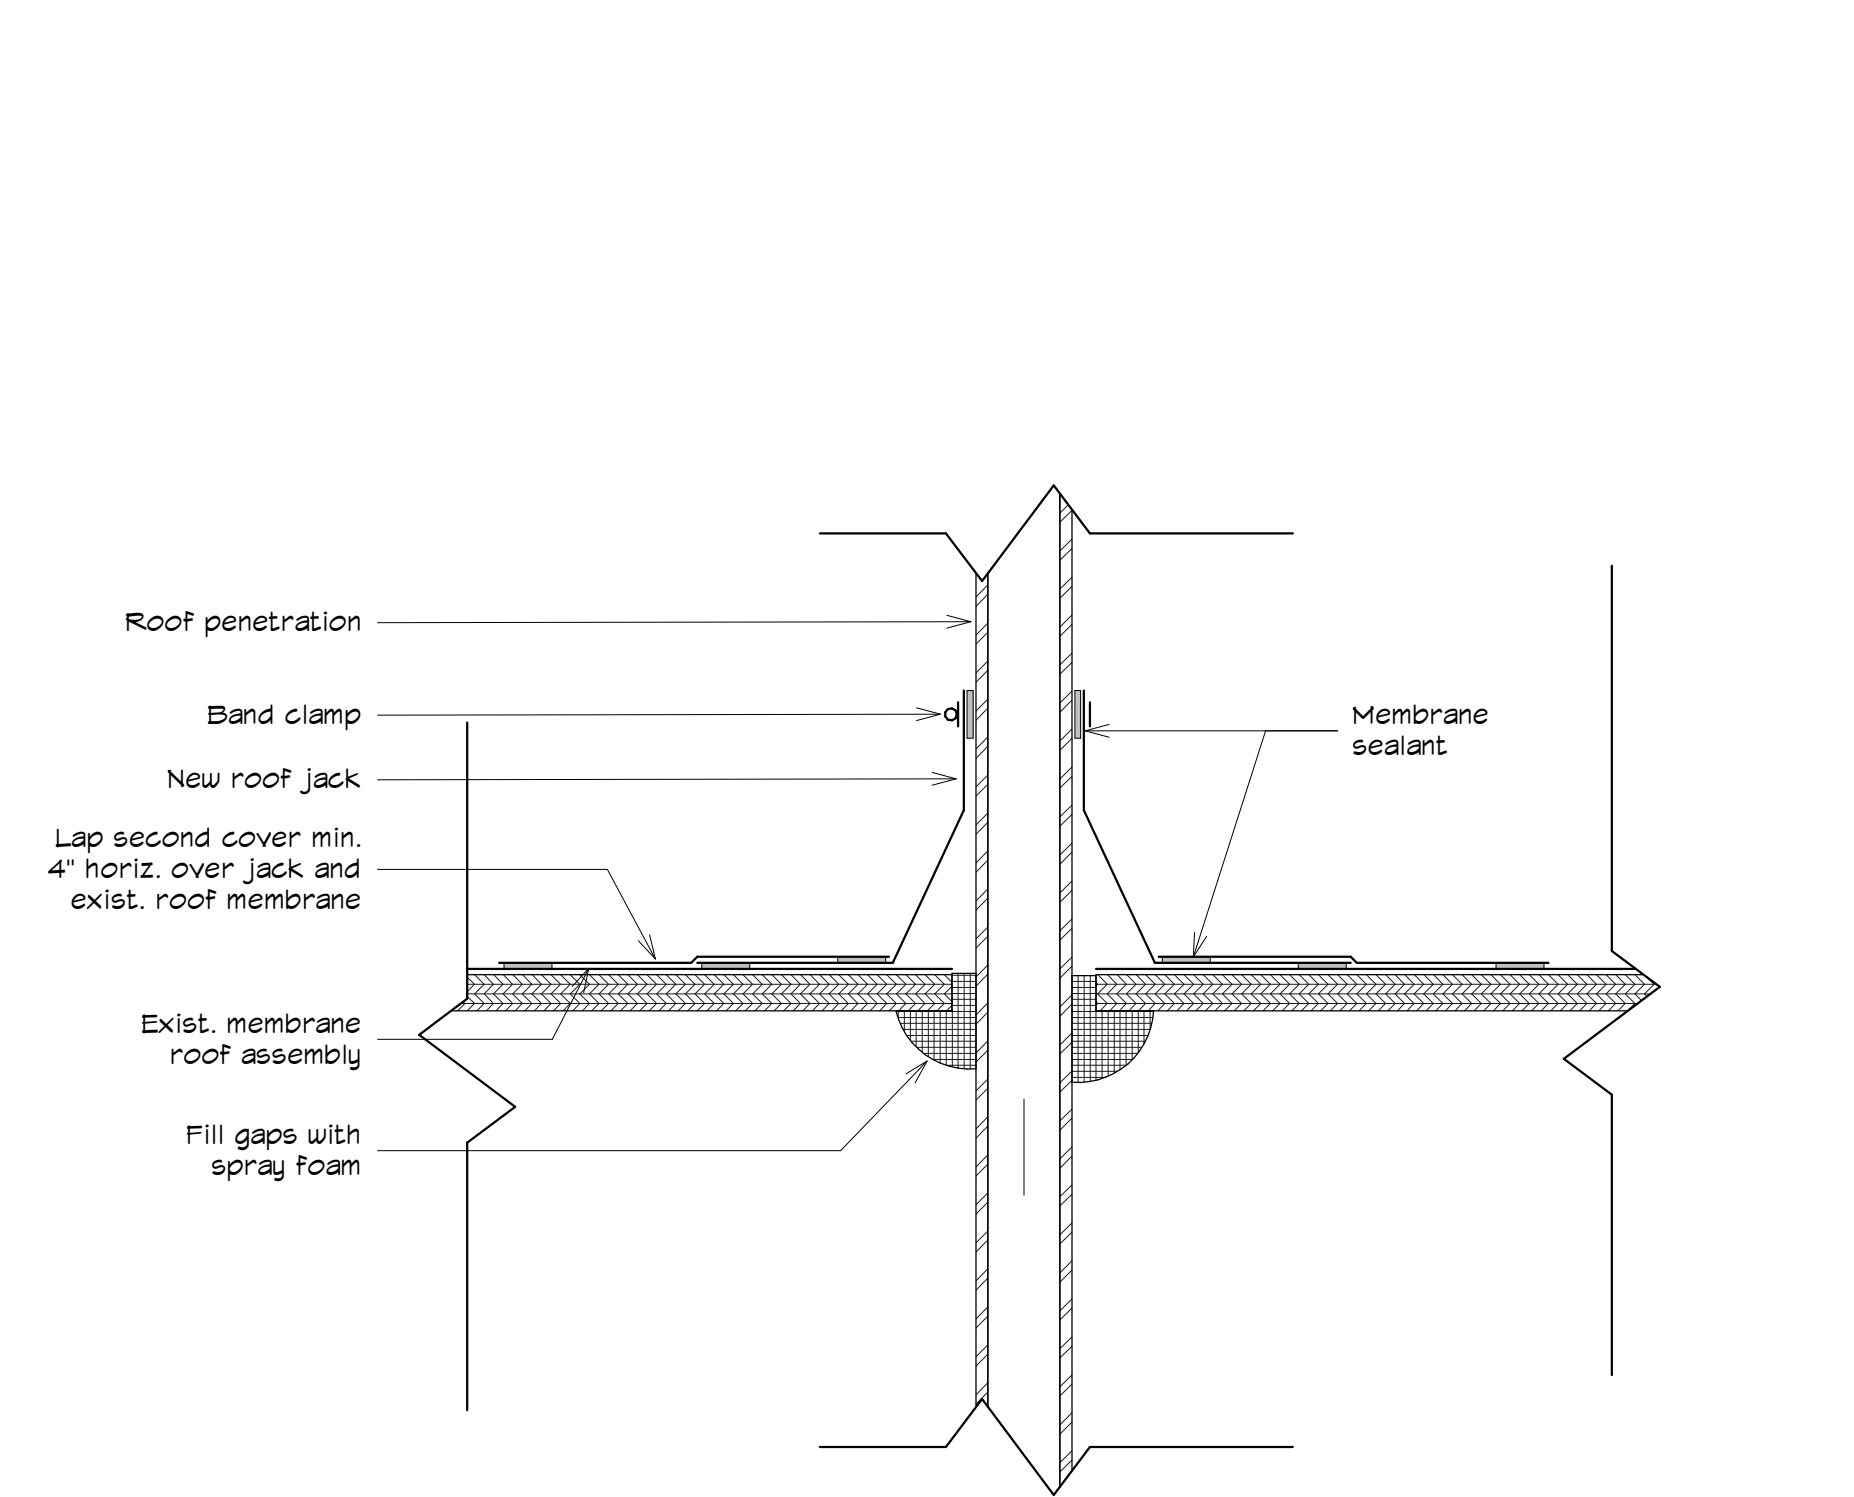 Roof penetration
Band clamp
New roof jack
Lap second cover min.
4" horiz. over jack and
exist. roof membrane
Exist. membrane
roof assembly
Fill gaps with
spray foam
Membrane
sealant